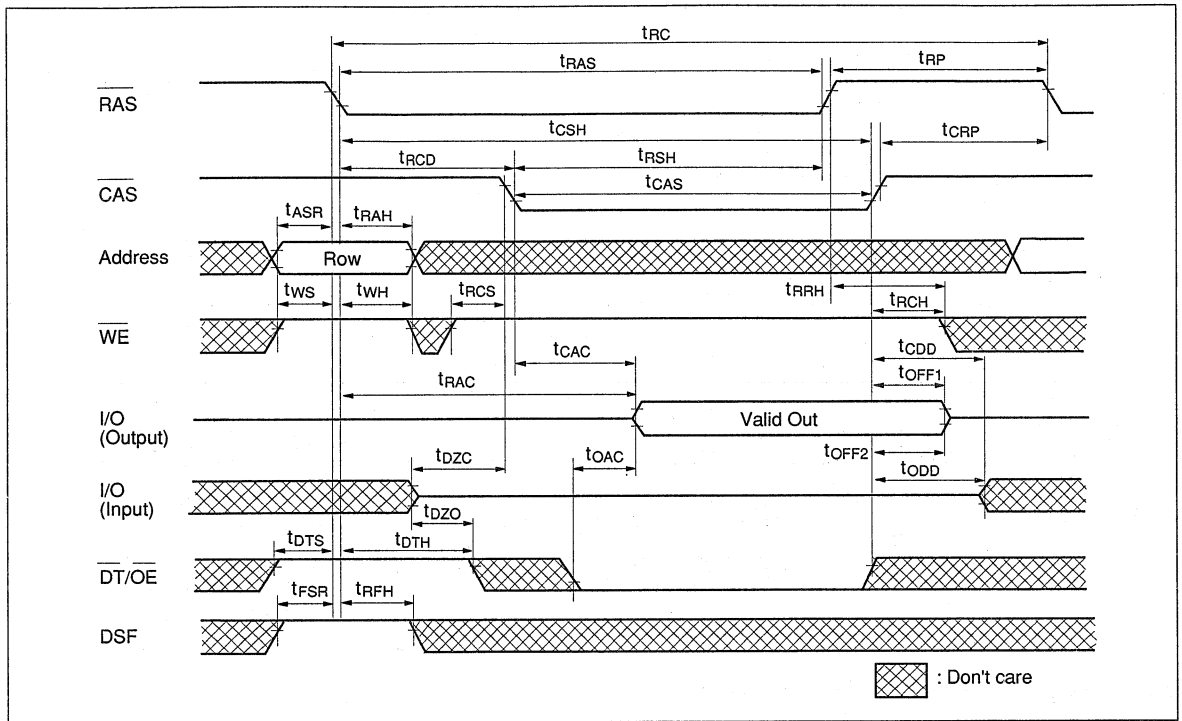 tRC
tRAS
tRP
RAS
tCSH
tCRP
tRCD
tRSH
CAS
tCAS
tASR
tRAH
Address
Row
tRRH
tWS
tWH
tRCS
tRCH
WE
tCDD
tCAC
tOFF1
tRAC
I/O
(Output)
Valid Out
tOFF2
tOAC
tDZC
tODD
I/O
(Input)
tDZO
tDTS
tDTH
DT/OE
tFSR
tRFH
DSF
: Don't care